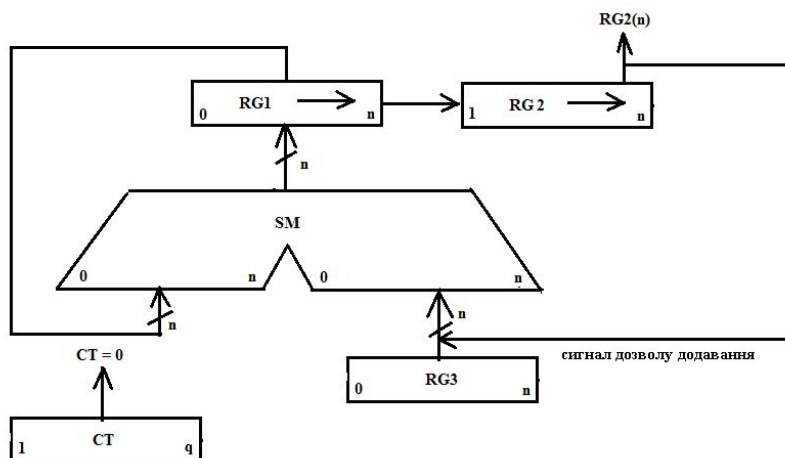 RG2(n)
RG1
0 n
RG 2
1 n
n
SM
0 n 0 n
n n
CT = 0
сигнал дозволу додавання
RG3
0 n
CT
1 q